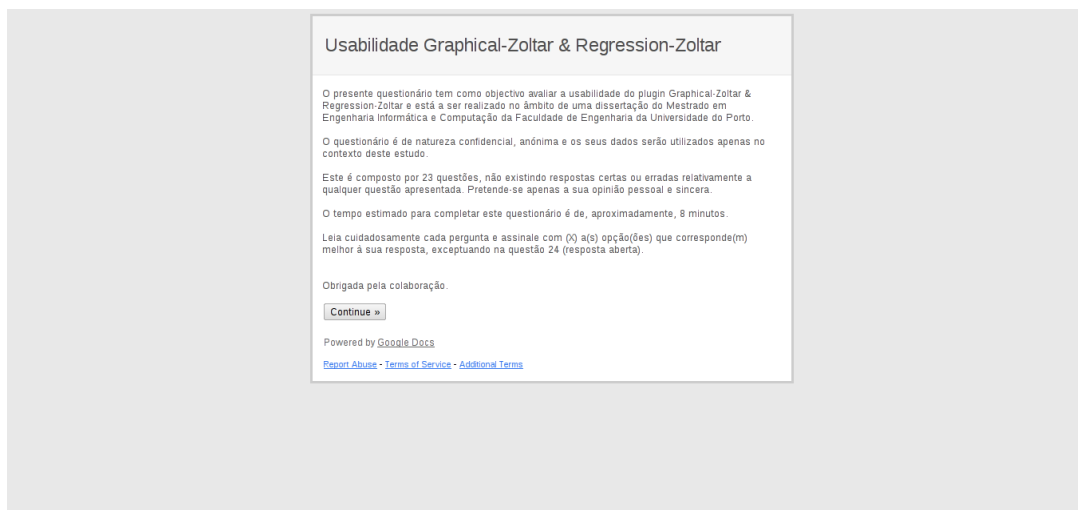 Usabilidade Graphical-Zoltar & Regression-Zoltar
O presente questionário tem como objectivo avaliar a usabilidade do plugin Graphical-Zoltar &
Regression-Zoltar e está a ser realizado no âmbito de uma dissertação do Mestrado em
Engenharia Informática e Computação da Faculdade de Engenharia da Universidade do Porto.
O questionário é de natureza confidencial, anónima e os seus dados serão utilizados apenas no
contexto deste estudo.
Este é composto por 23 questões, não existindo respostas certas ou erradas relativamente a
qualquer questão apresentada. Pretende-se apenas a sua opinião pessoal e sincera.
O tempo estimado para completar este questionário é de, aproximadamente, 8 minutos.
Leia cuidadosamente cada pergunta e assinale com (X) a(s) opção(ões) que corresponde(m)
melhor á sua resposta, exceptuando na questão 24 (resposta aberta).
Obrigada pela colaboração.
Continue »
Powered by Google Docs
Report Abuse - Terms of Service - Additional Terms